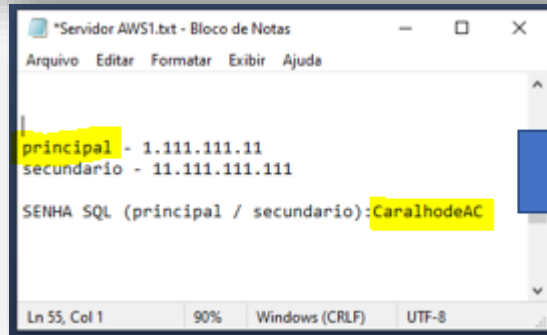 *Servidor AWS1.txt - Bloco de Notas
Arquivo Editar Formatar Exibir Ajuda
principal - 1.111.111.11
secundario - 11.111.111.111
SENHA SQL (principal / secundario):CaralhodeAC
Ln 55, Col 1 90% Windows (CRLF) UTF-8